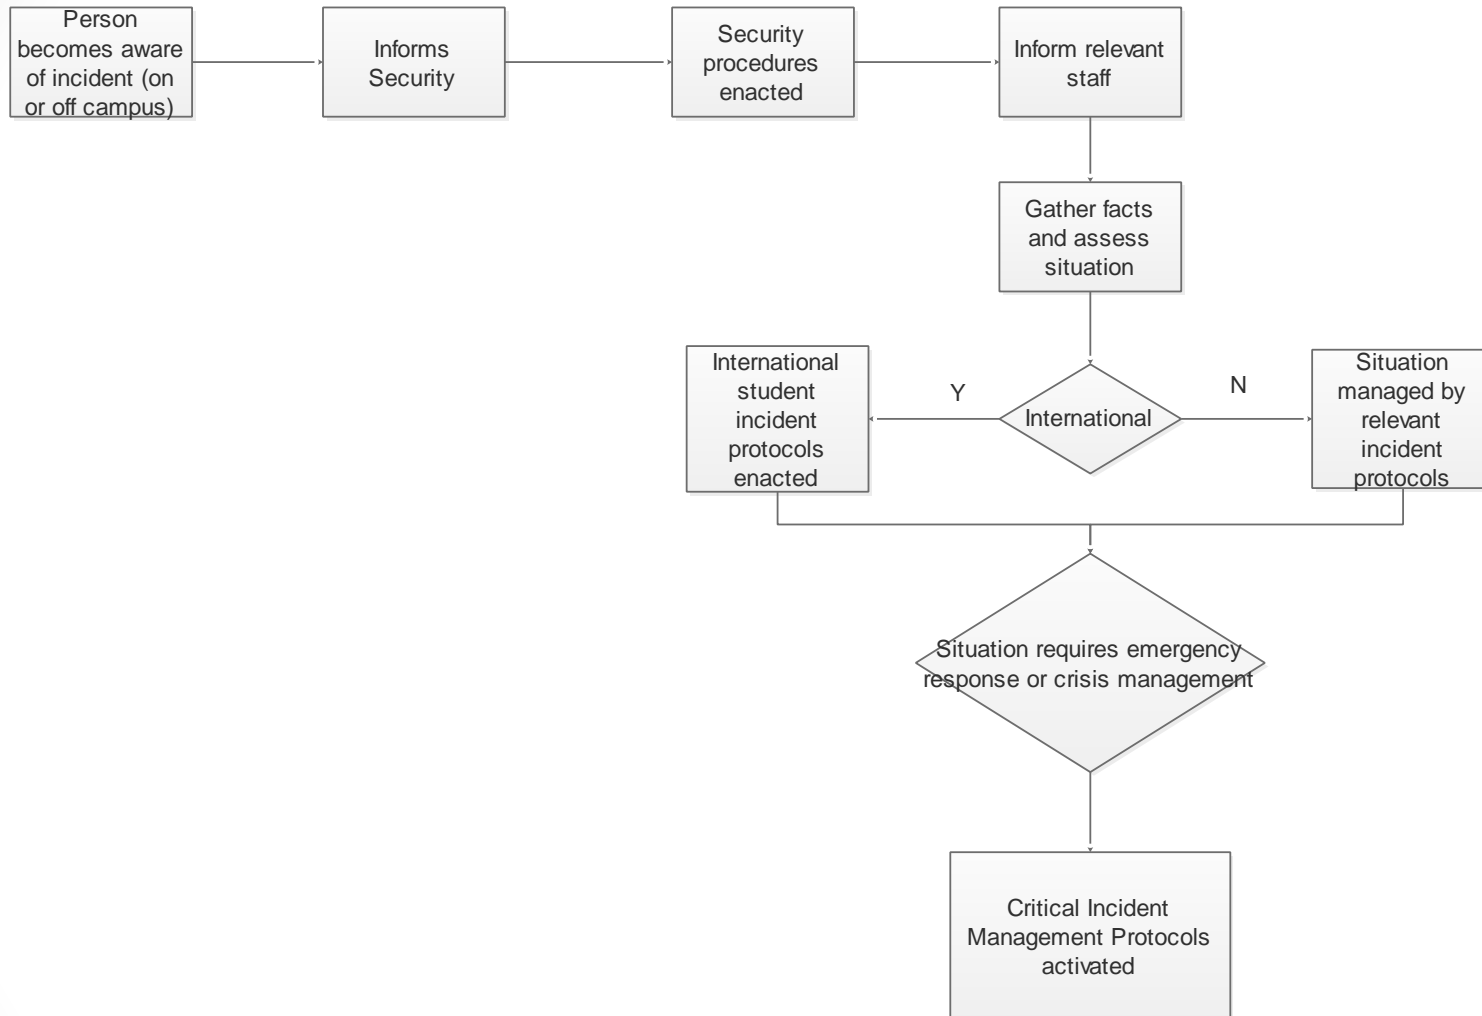 Person
becomes aware
of incident (on
or off campus)
Informs
Security
Security
procedures
enacted
Inform relevant
staff
Gather facts
and assess
situation
International
student
incident
protocols
enacted
Y
International
N
Situation
managed by
relevant
incident
protocols
Situation requires emergency
response or crisis management
Critical Incident
Management Protocols
activated